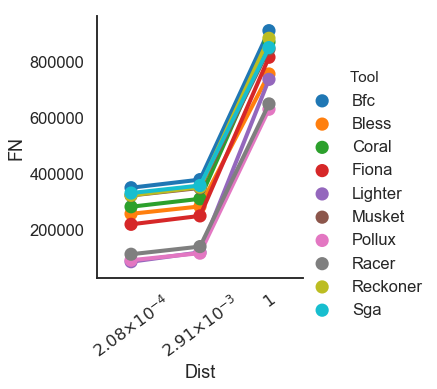 800000
600000
400000
200000
FN
2.08×10⁻⁴
2.91×10⁻³
1
Dist
Tool
Bfc
Bless
Coral
Fiona
Lighter
Musket
Pollux
Racer
Reckoner
Sga